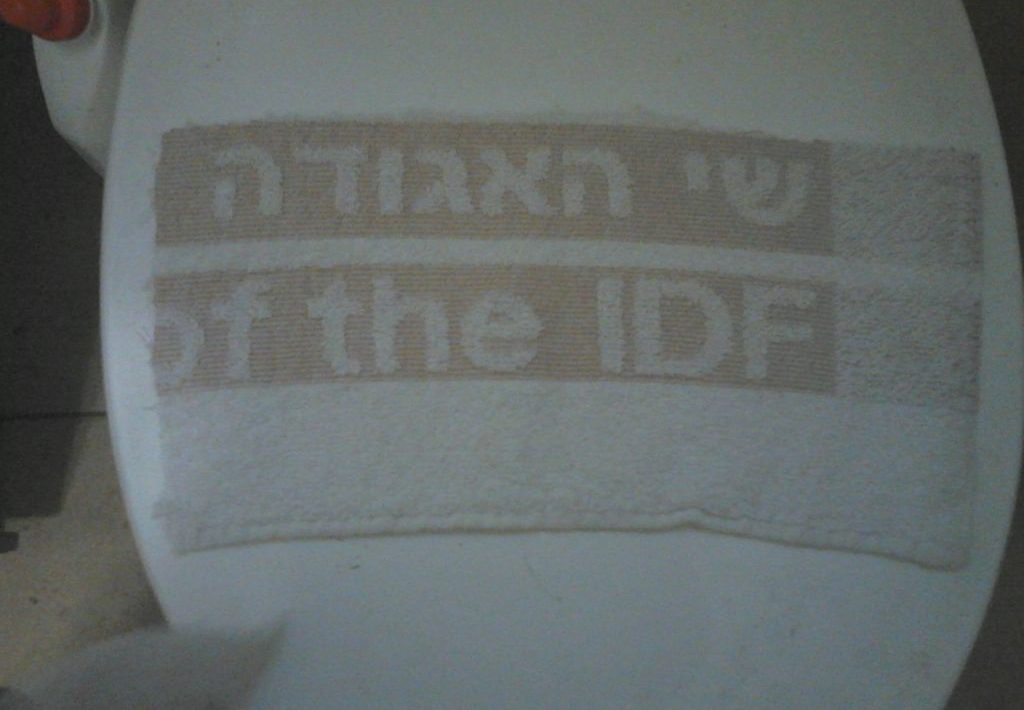 שי האגודה
of the IDF